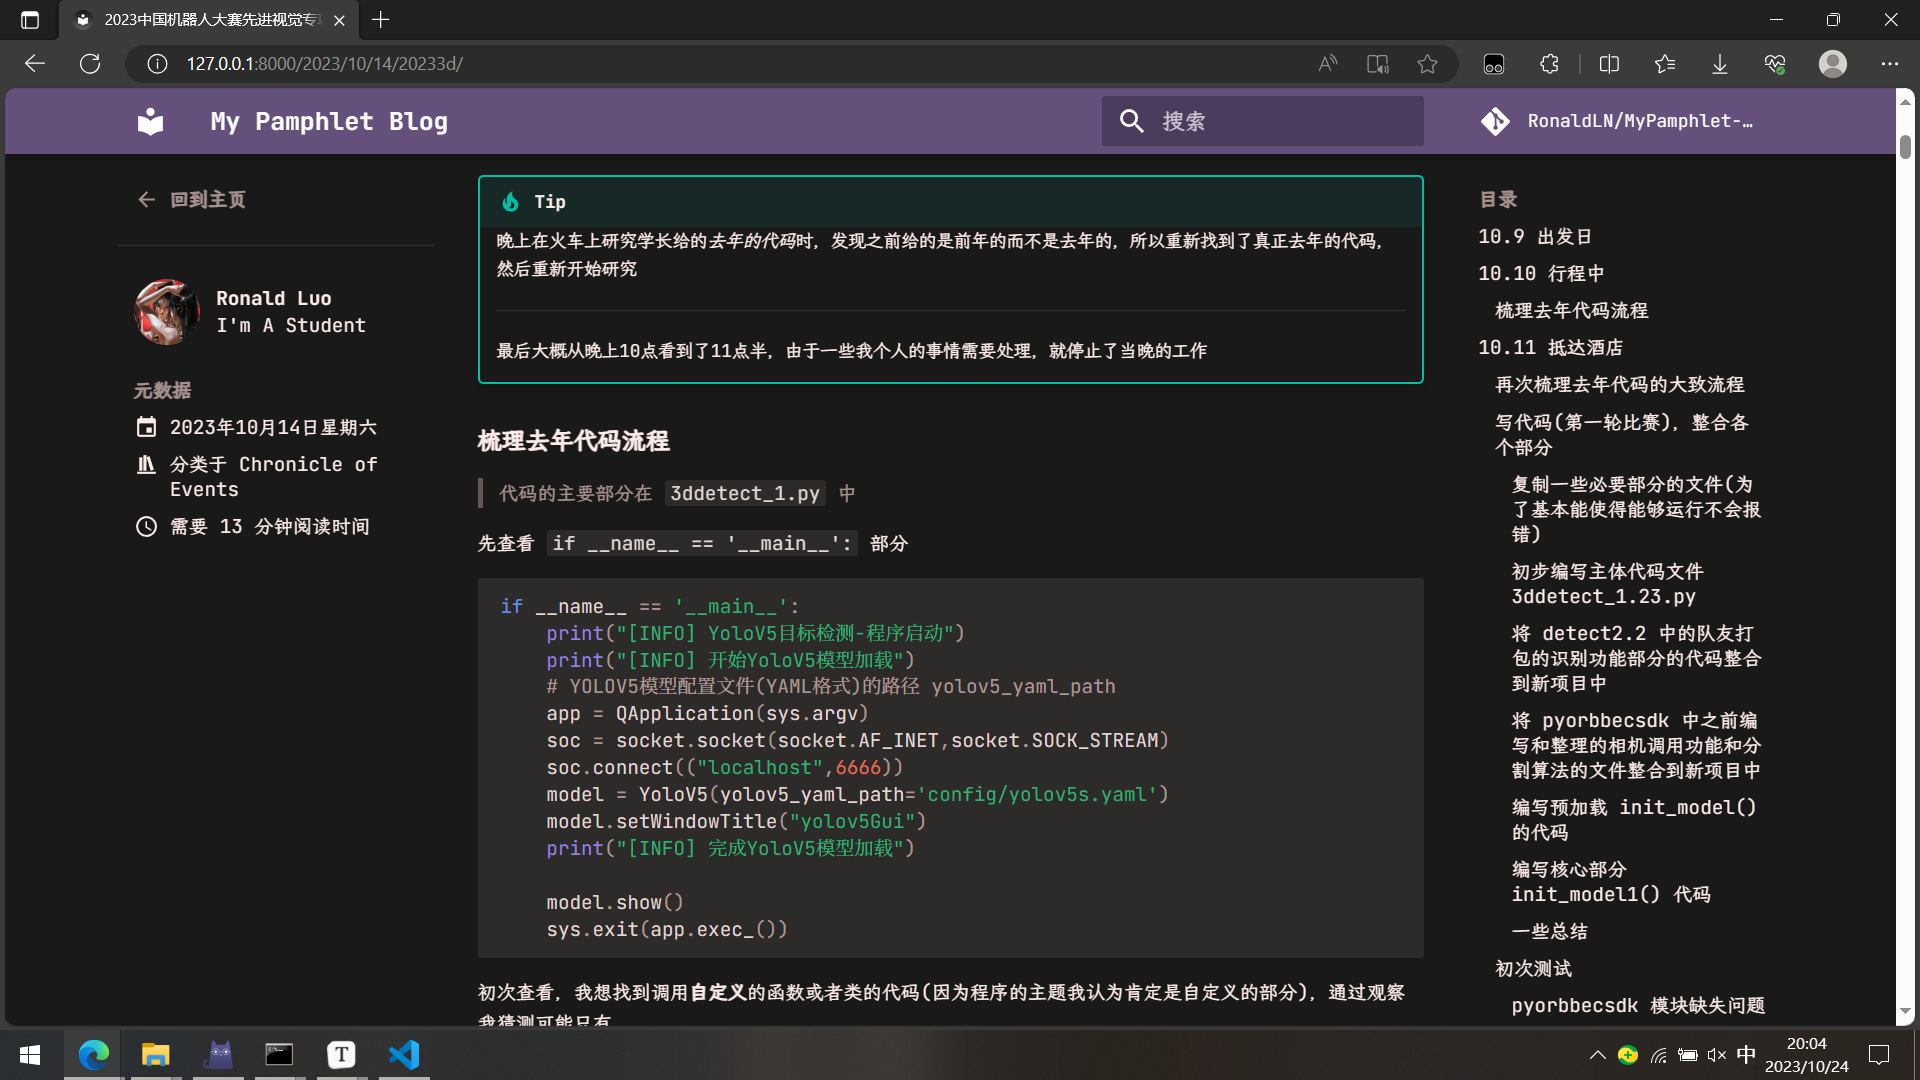 2023中国机器人大赛先进视觉专
127.0.0.1:8000/2023/10/14/20233d/
My Pamphlet Blog
搜索
RonaldLN/MyPamphlet-…
回到主页
Ronald Luo
I'm A Student
元数据
2023年10月14日星期六
分类于 Chronicle of
Events
需要 13 分钟阅读时间
Tip
晚上在火车上研究学长给的去年的代码时，发现之前给的是前年的而不是去年的，所以重新找到了真正去年的代码，
然后重新开始研究
最后大概从晚上10点看到了11点半，由于一些我个人的事情需要处理，就停止了当晚的工作
梳理去年代码流程
代码的主要部分在 3ddetect_1.py 中
先查看 if __name__ == '__main__': 部分
if __name__ == '__main__':
    print("[INFO] YoloV5目标检测-程序启动")
    print("[INFO] 开始YoloV5模型加载")
    # YOLOV5模型配置文件(YAML格式)的路径 yolov5_yaml_path
    app = QApplication(sys.argv)
    soc = socket.socket(socket.AF_INET,socket.SOCK_STREAM)
    soc.connect(("localhost",6666))
    model = YoloV5(yolov5_yaml_path='config/yolov5s.yaml')
    model.setWindowTitle("yolov5Gui")
    print("[INFO] 完成YoloV5模型加载")
    model.show()
    sys.exit(app.exec_())
初次查看，我想找到调用自定义的函数或者类的代码(因为程序的主题我认为肯定是自定义的部分)，通过观察
我猜测可能只有
目录
10.9 出发日
10.10 行程中
梳理去年代码流程
10.11 抵达酒店
再次梳理去年代码的大致流程
写代码(第一轮比赛)，整合各
个部分
复制一些必要部分的文件(为
了基本能使得能够运行不会报
错)
初步编写主体代码文件
3ddetect_1.23.py
将 detect2.2 中的队友打
包的识别功能部分的代码整合
到新项目中
将 pyorbbecsdk 中之前编
写和整理的相机调用功能和分
割算法的文件整合到新项目中
编写预加载 init_model()
的代码
编写核心部分
init_model1() 代码
一些总结
初次测试
pyorbbecsdk 模块缺失问题
T
中
20:04
2023/10/24